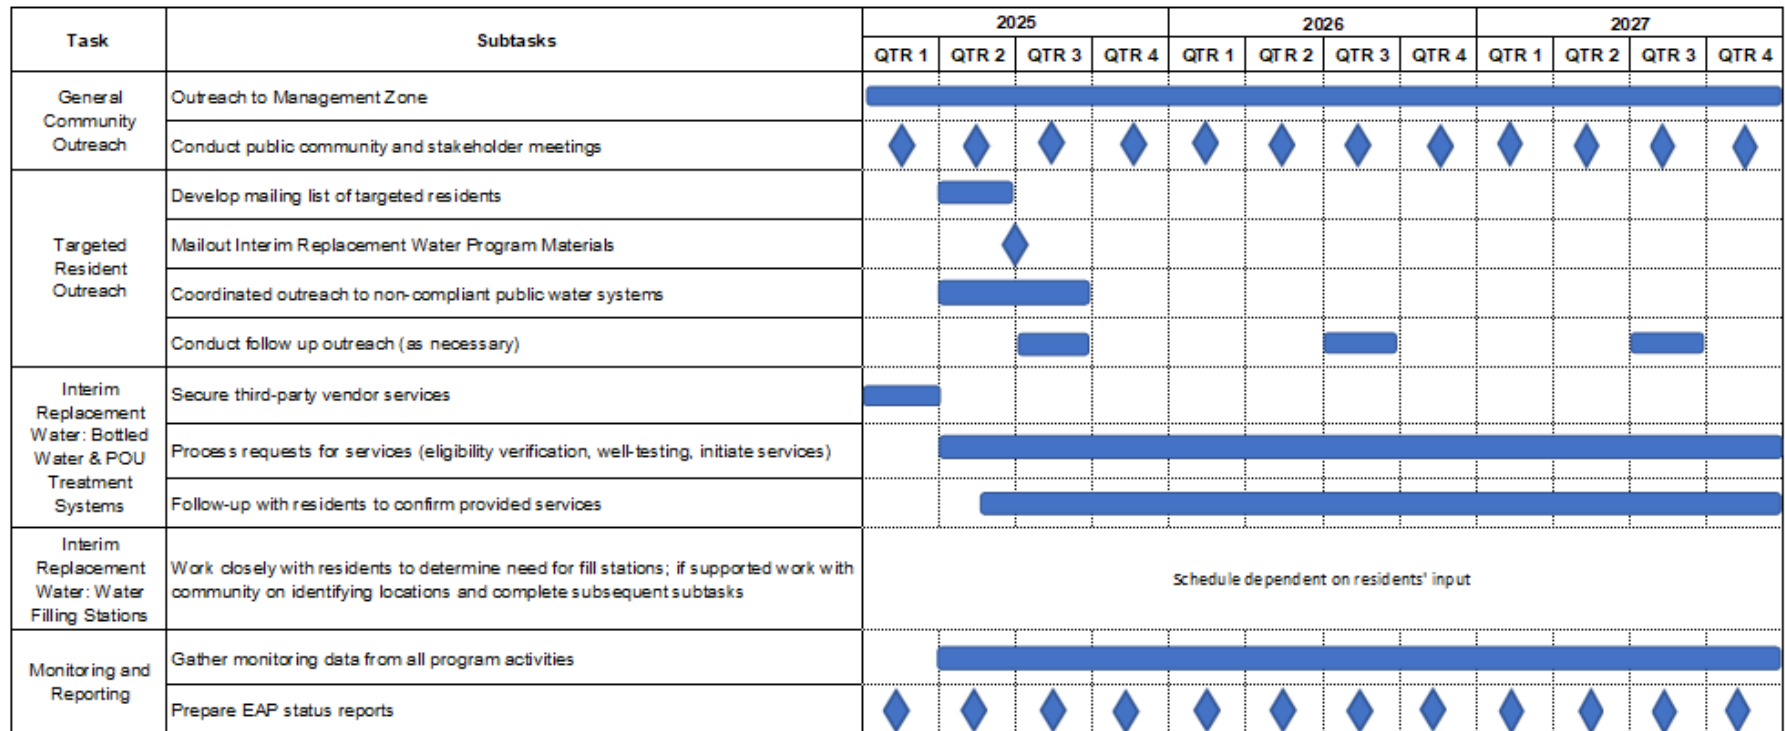 Task
Subtasks
2025
2026
2027
QTR 1
QTR 2
QTR 3
QTR 4
QTR 1
QTR 2
QTR 3
QTR 4
QTR 1
QTR 2
QTR 3
QTR 4
General
Community
Outreach
Outreach to Management Zone
Conduct public community and stakeholder meetings
Targeted
Resident
Outreach
Develop mailing list of targeted residents
Mailout Interim Replacement Water Program Materials
Coordinated outreach to non-compliant public water systems
Conduct follow up outreach (as necessary)
Interim
Replacement
Water: Bottled
Water & POU
Treatment
Systems
Secure third-party vendor services
Process requests for services (eligibility verification, well-testing, initiate services)
Follow-up with residents to confirm provided services
Interim
Replacement
Water: Water
Filling Stations
Work closely with residents to determine need for fill stations; if supported work with
community on identifying locations and complete subsequent subtasks
Schedule dependent on residents' input
Monitoring and
Reporting
Gather monitoring data from all program activities
Prepare EAP status reports